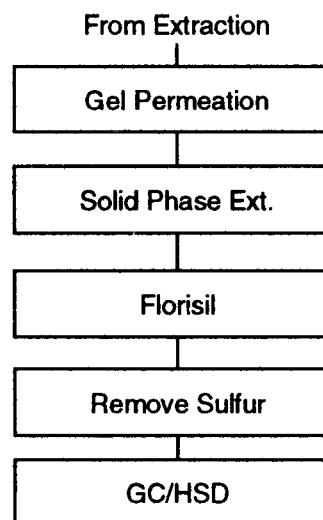 From Extraction
Gel Permeation
Solid Phase Ext.
Florisil
Remove Sulfur
GC/HSD